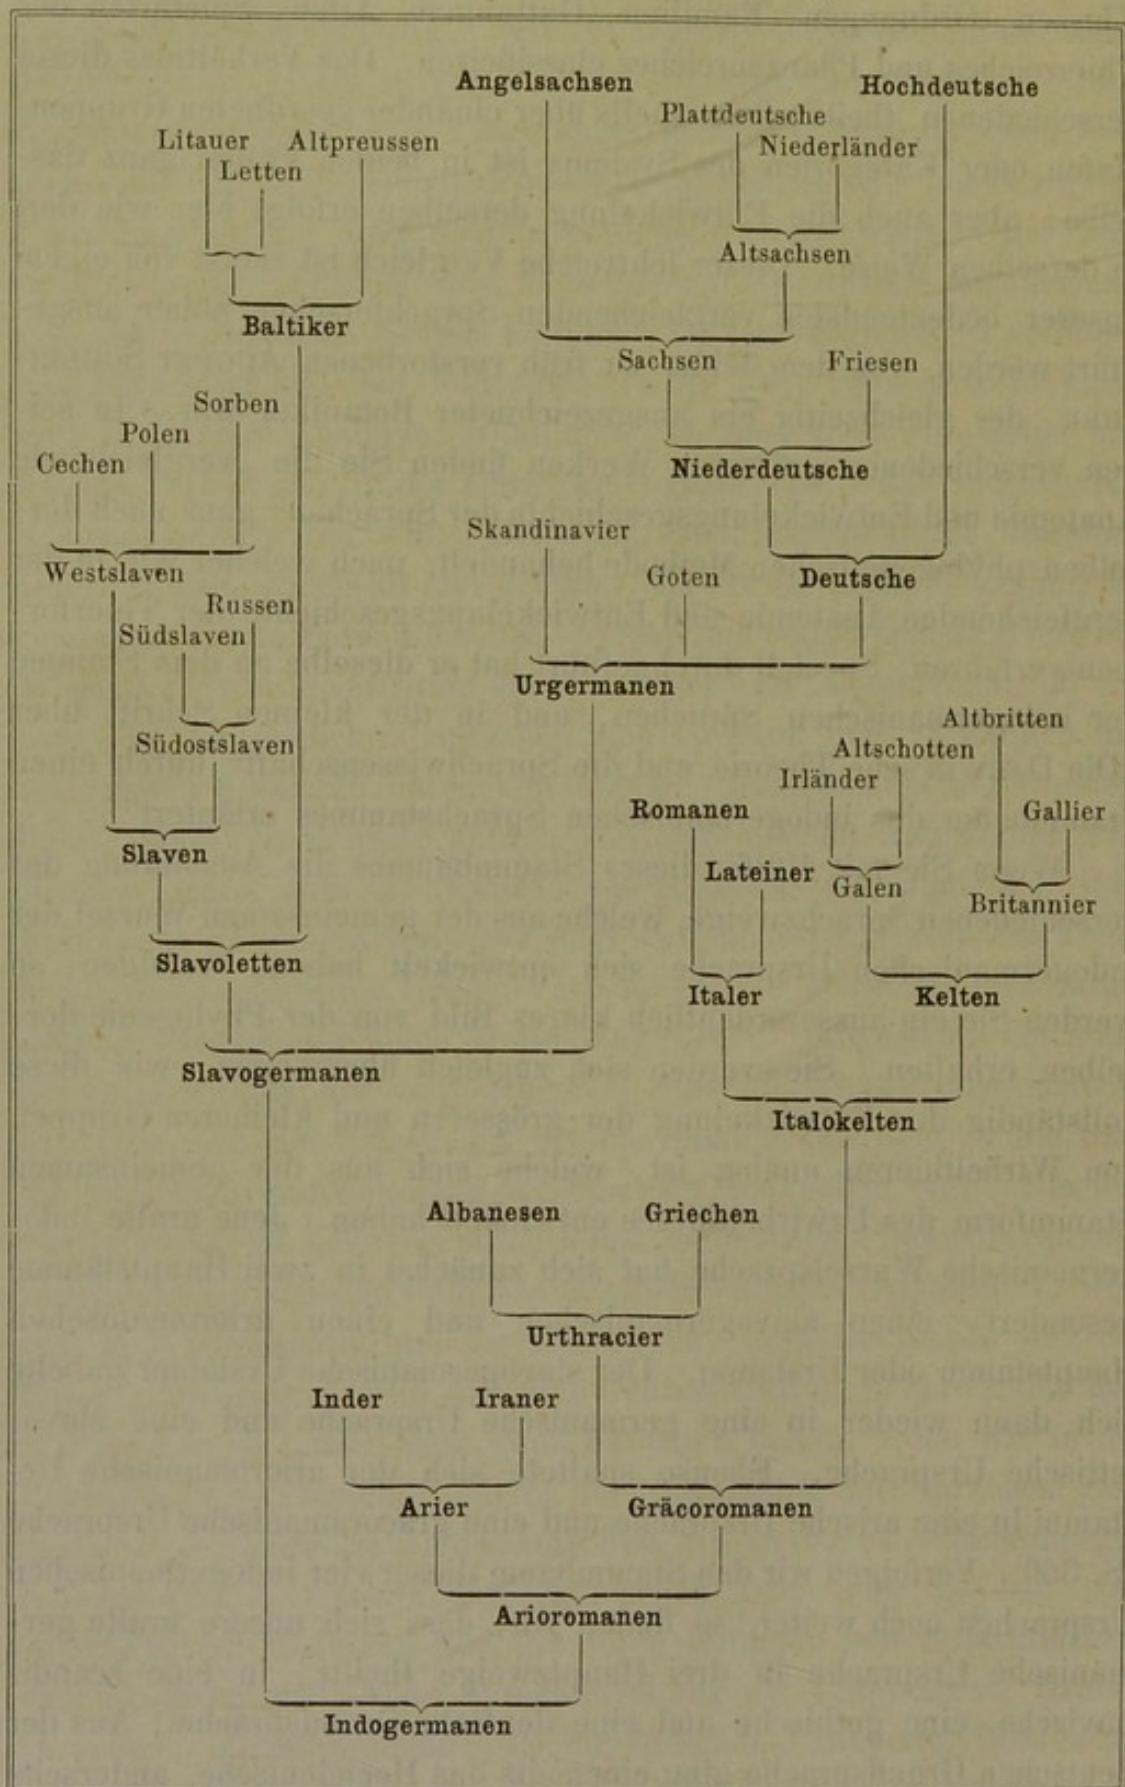 Angelsachsen
Hochdeutsche
Plattdeutsche
Litauer
Altpreussen
Niederländer
Letten
Altsachsen
Baltiker
Sachsen
Friesen
Sorben
Polen
Cechen
Niederdeutsche
Skandinavier
Westslaven
Goten
Deutsche
Russen
Südslaven
Urgermanen
Altbritten
Südostslaven
Altschotten
Irländer
Romanen
Gallier
Slaven
Lateiner
Galen
Britannier
Slavoletten
Italer
Kelten
Slavogermanen
Italokelten
Albanesen
Griechen
Urthracier
Inder
Iraner
Arier
Gräcoromanen
Arioromanen
Indogermanen